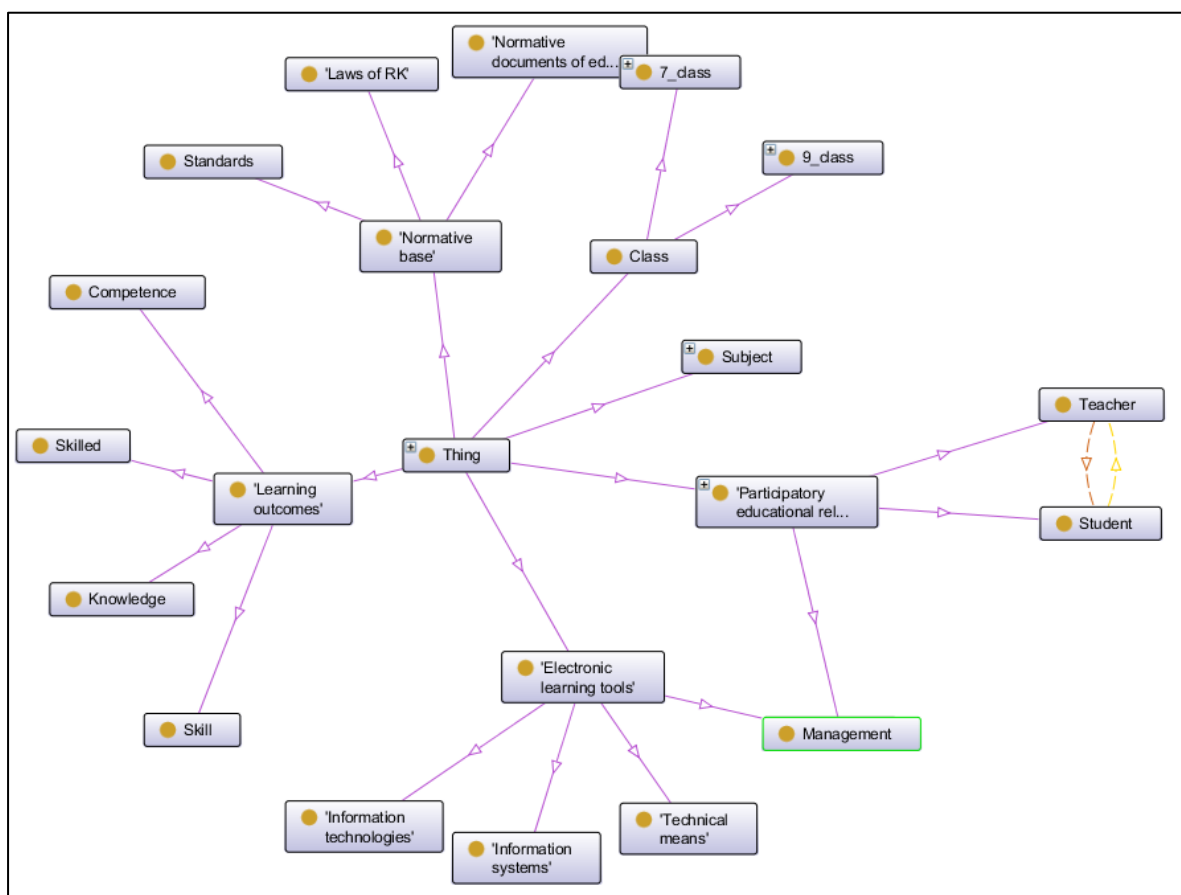 'Normative
documents of ed...
'Laws of RK'
7_class
Standards
9_class
'Normative
base'
Class
Competence
Subject
Teacher
Skilled
Thing
'Learning
outcomes'
'Participatory
educational rel...
Student
Knowledge
'Electronic
learning tools'
Skill
Management
'Information
technologies'
'Information
systems'
'Technical
means'